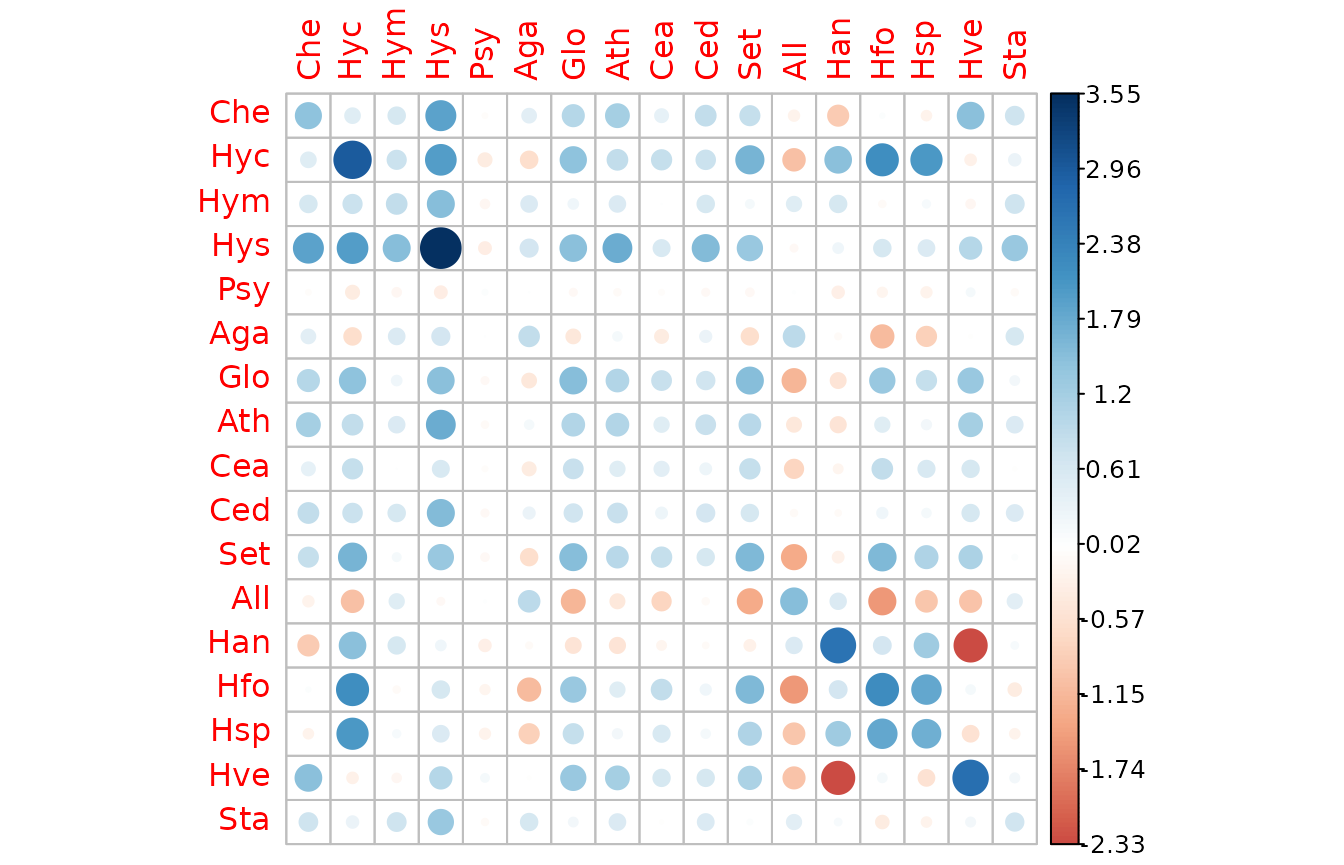 Che Hyc Hym Hys Psy Aga Glo Ath Cea Ced Set All Han Hfo Hsp Hve Sta
Che
Hyc
Hym
Hys
Psy
Aga
Glo
Ath
Cea
Ced
Set
All
Han
Hfo
Hsp
Hve
Sta
3.55
2.96
2.38
1.79
1.2
0.61
0.02
-0.57
-1.15
-1.74
-2.33